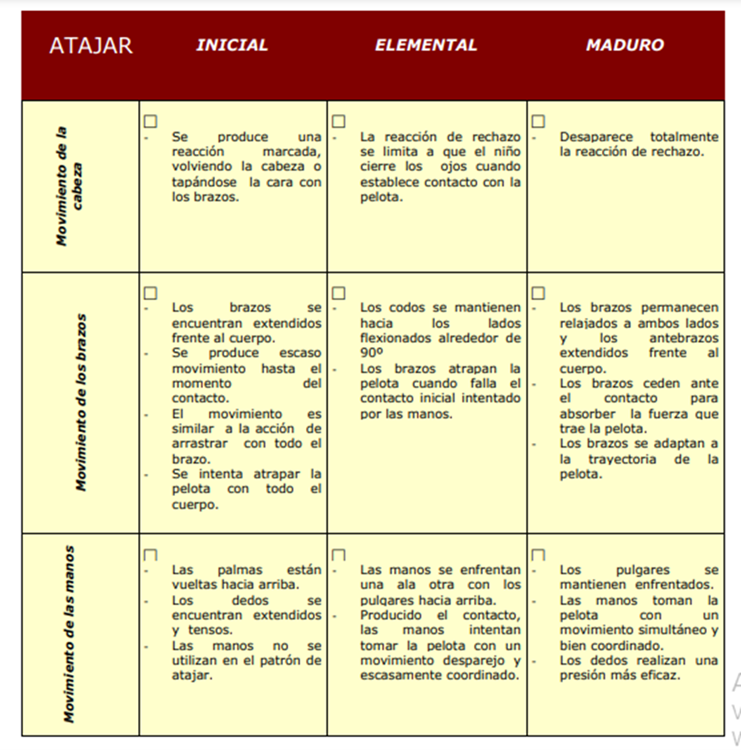 ATAJAR INICIAL ELEMENTAL MADURO
Movimiento de la
cabeza
- Se produce una
reacción marcada,
volviendo la cabeza o
tapándose la cara con
los brazos.
- La reacción de rechazo
se limita a que el niño
cierre los ojos cuando
establece contacto con la
pelota.
- Desaparece totalmente
la reacción de rechazo.
Movimiento de los brazos
- Los brazos se
encuentran extendidos
frente al cuerpo.
- Se produce escaso
movimiento hasta el
momento del
contacto.
- El movimiento es
similar a la acción de
arrastrar con todo el
brazo.
- Se intenta atrapar la
pelota con todo el
cuerpo.
- Los codos se mantienen
hacia los lados
flexionados alrededor de
90º
- Los brazos atrapan la
pelota cuando falla el
contacto inicial intentado
por las manos.
- Los brazos permanecen
relajados a ambos lados
y los antebrazos
extendidos frente al
cuerpo.
- Los brazos ceden ante
el contacto para
absorber la fuerza que
trae la pelota.
- Los brazos se adaptan a
la trayectoria de la
pelota.
Movimiento de las manos
- Las palmas están
vueltas hacia arriba.
- Los dedos se
encuentran extendidos
y tensos.
- Las manos no se
utilizan en el patrón de
atajar.
- Las manos se enfrentan
una ala otra con los
pulgares hacia arriba.
- Producido el contacto,
las manos intentan
tomar la pelota con un
movimiento desparejo y
escasamente coordinado.
- Los pulgares se
mantienen enfrentados.
- Las manos toman la
pelota con un
movimiento simultáneo y
bien coordinado.
- Los dedos realizan una
presión más eficaz.